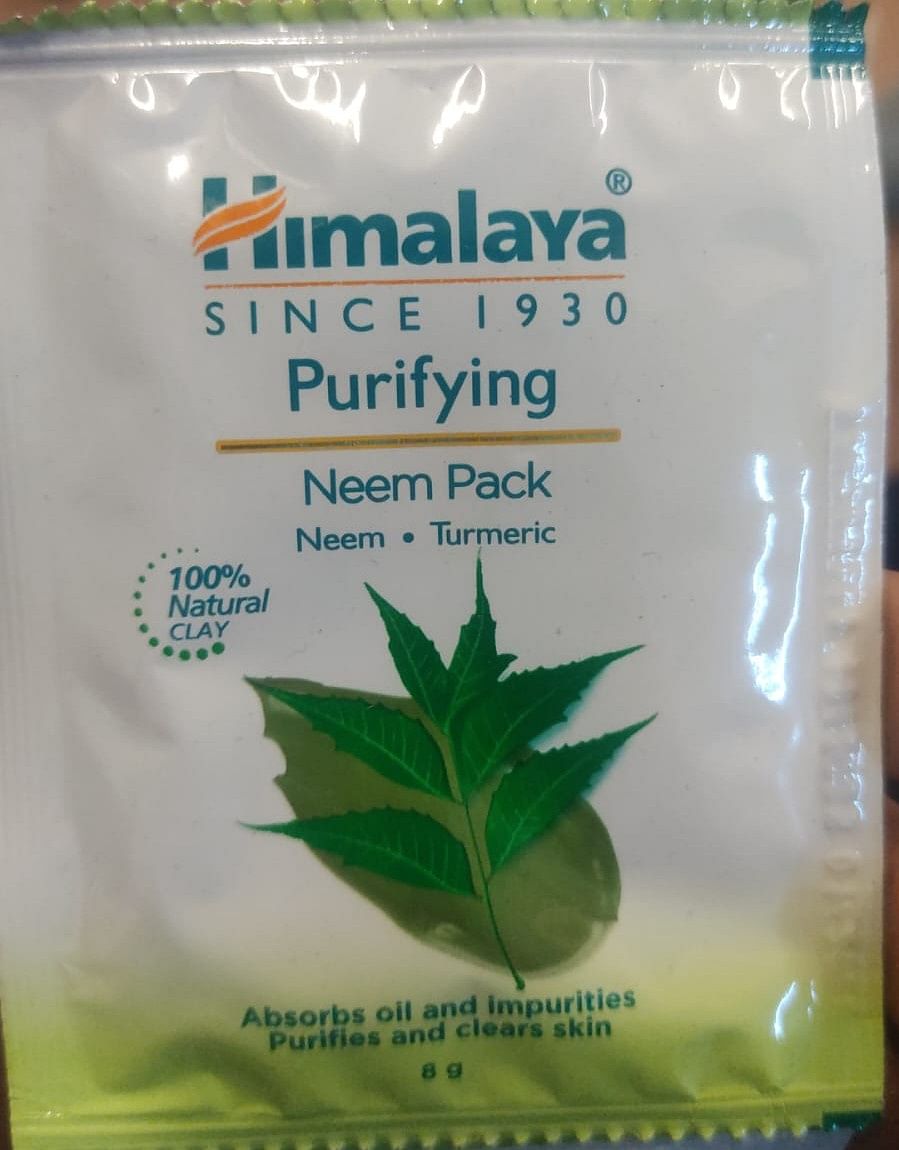 Himalaya®
SINCE 1930
Purifying
Neem Pack
Neem • Turmeric
100%
Natural
CLAY
Absorbs oil and impurities
Purifies and clears skin
8 g